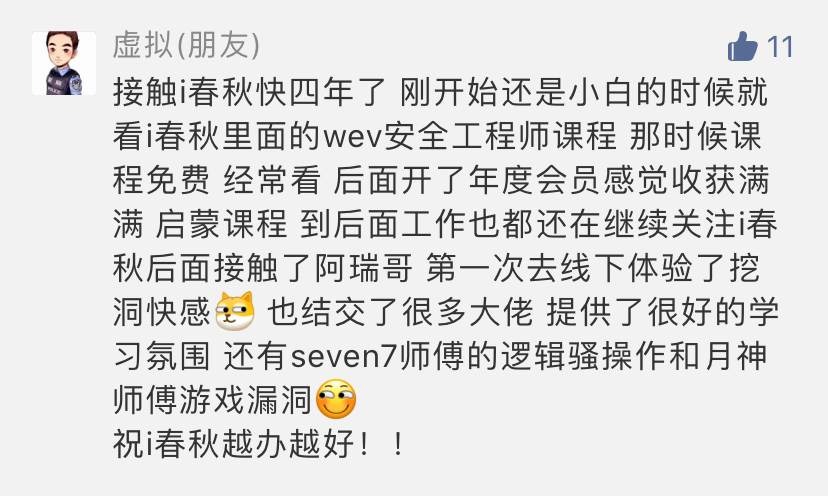 虚拟(朋友)
11
接触i春秋快四年了 刚开始还是小白的时候就
看i春秋里面的wev安全工程师课程 那时候课
程免费 经常看 后面开了年度会员感觉收获满
满 启蒙课程 到后面工作也都还在继续关注i春
秋后面接触了阿瑞哥 第一次去线下体验了挖
洞快感 也结交了很多大佬 提供了很好的学
习氛围 还有seven7师傅的逻辑骚操作和月神
师傅游戏漏洞
祝i春秋越办越好！！